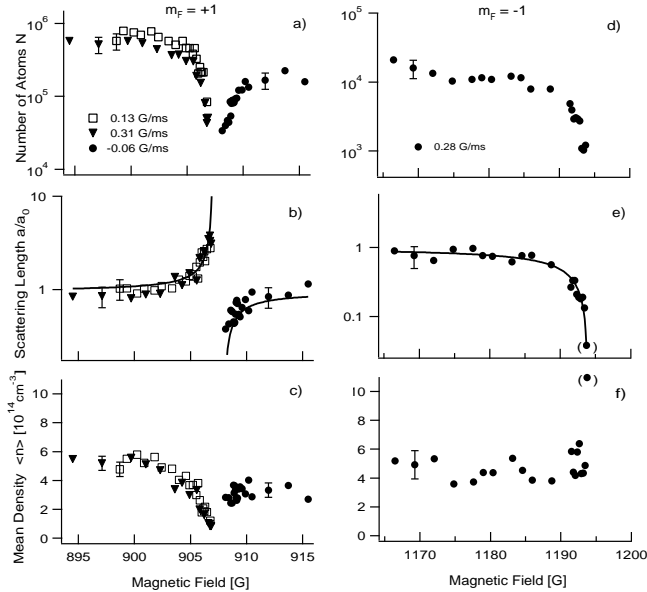 m_F = +1
m_F = -1
a)
d)
10^6
10^5
10^4
Number of Atoms N
0.13 G/ms
0.31 G/ms
-0.06 G/ms
10^5
10^4
10^3
0.28 G/ms
b)
e)
10
1
Scattering Length a/a_0
1
0.1
( )
c)
f)
10
8
6
4
2
0
Mean Density <n> [10^14 cm^-3]
10
8
6
4
2
0
( )
895 900 905 910 915
1170 1180 1190 1200
Magnetic Field [G]
Magnetic Field [G]